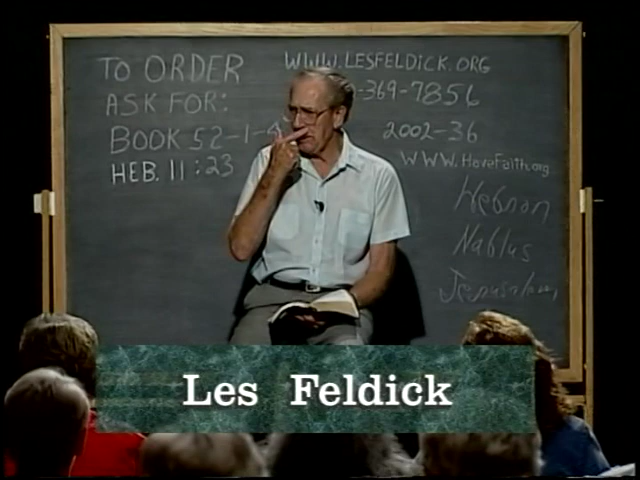 TO ORDER
ASK FOR:
BOOK 52-1-
HEB. 11:23
WWW.LESFELDICK.ORG
-369-7856
2002-36
WWW.HaveFaith.org
Hebron
Nablus
Jerusalem,
Les Feldick